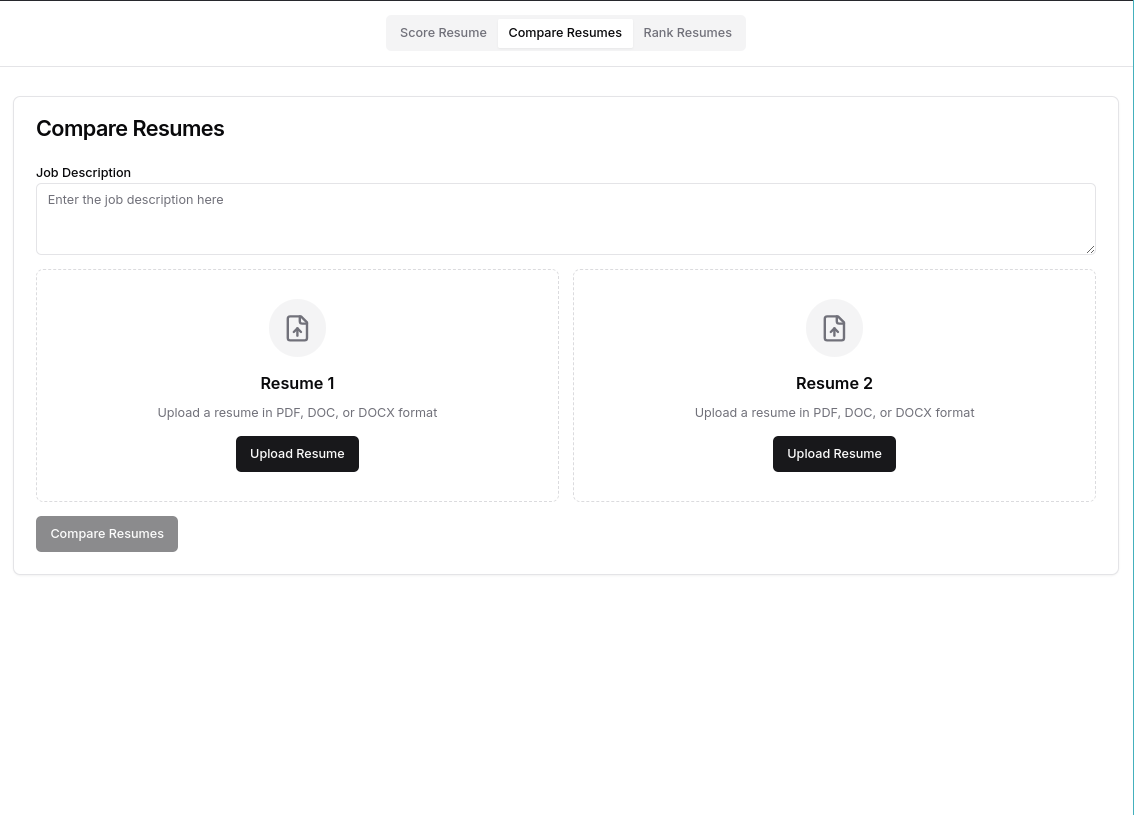 Score Resume Compare Resumes Rank Resumes
Compare Resumes
Job Description
Enter the job description here
Resume 1
Upload a resume in PDF, DOC, or DOCX format
Upload Resume
Resume 2
Upload a resume in PDF, DOC, or DOCX format
Upload Resume
Compare Resumes